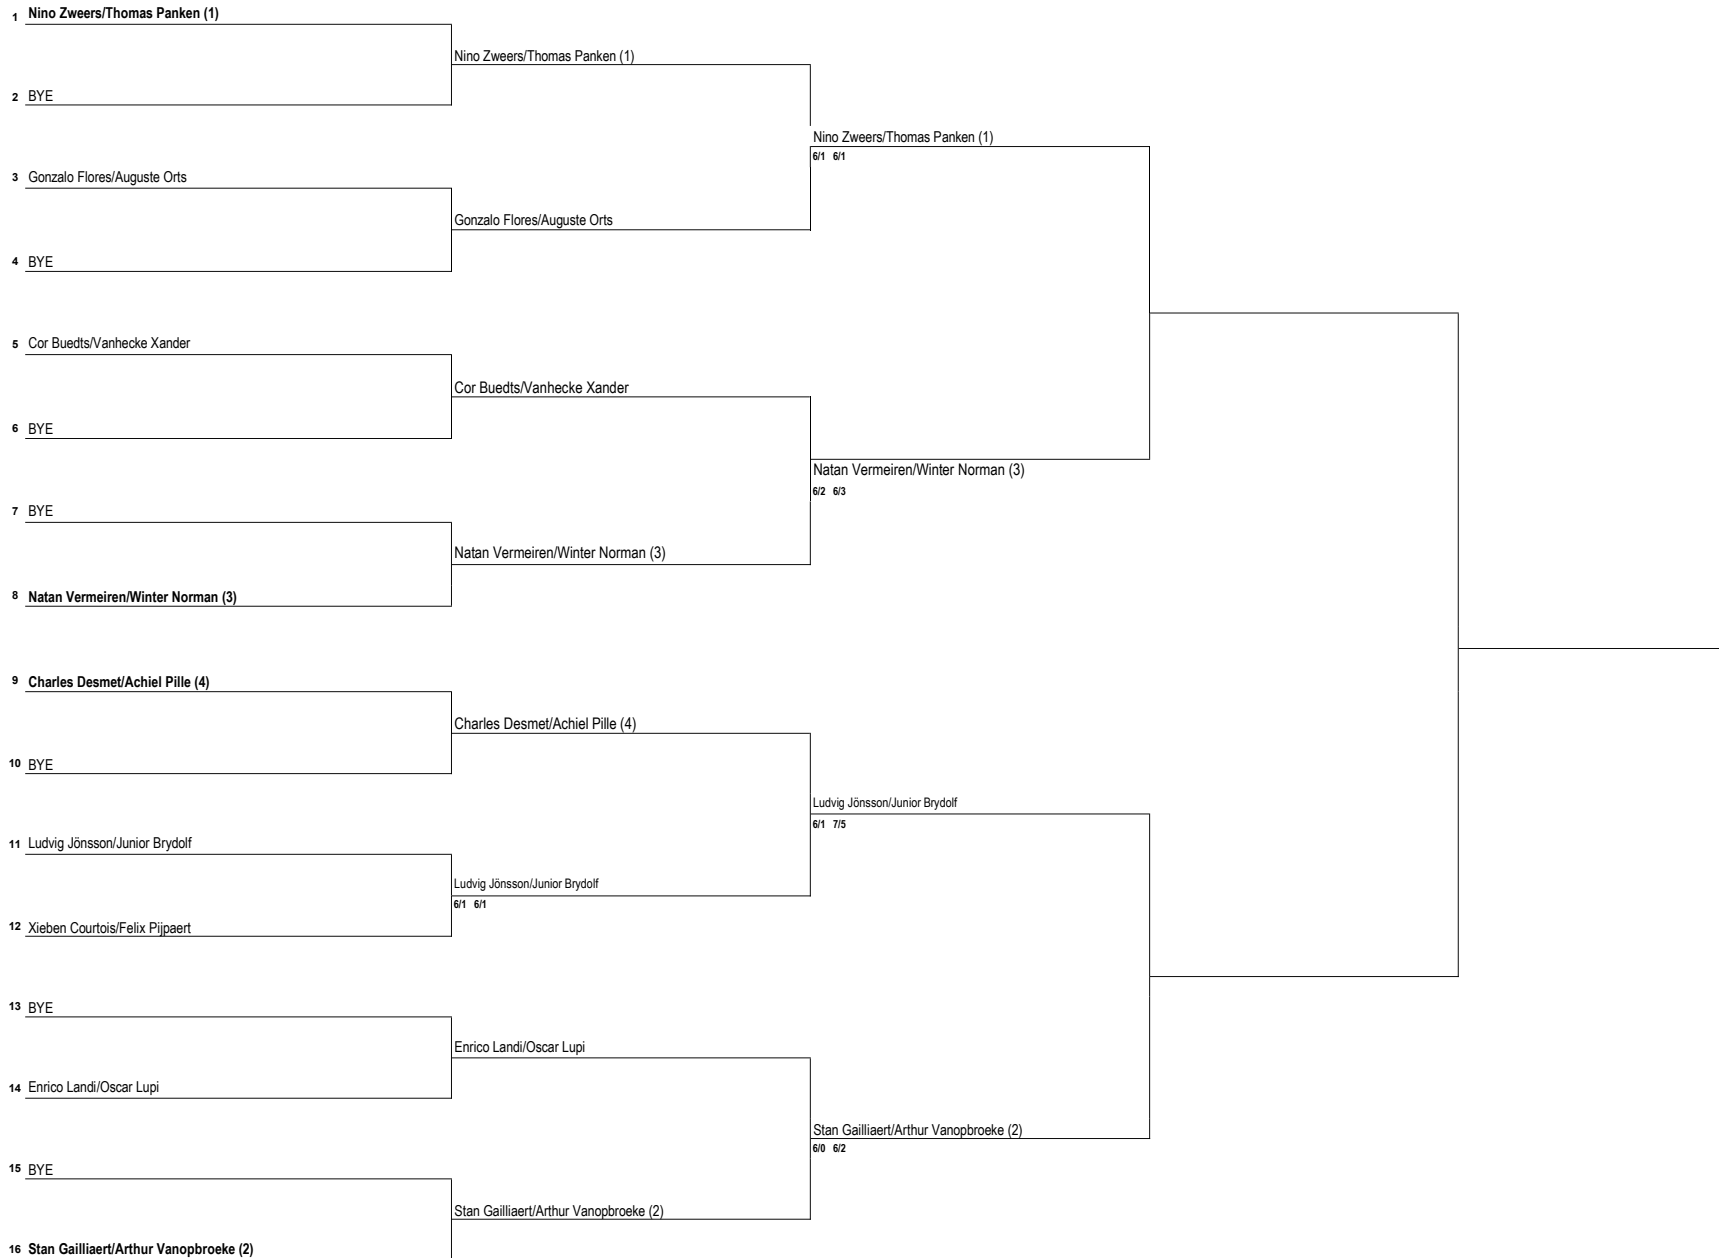 1 Nino Zweers/Thomas Panken (1)
Nino Zweers/Thomas Panken (1)
2 BYE
Nino Zweers/Thomas Panken (1)
6/1 6/1
3 Gonzalo Flores/Auguste Orts
Gonzalo Flores/Auguste Orts
4 BYE
5 Cor Buedts/Vanhecke Xander
Cor Buedts/Vanhecke Xander
6 BYE
Natan Vermeiren/Winter Norman (3)
6/2 6/3
7 BYE
Natan Vermeiren/Winter Norman (3)
8 Natan Vermeiren/Winter Norman (3)
9 Charles Desmet/Achiel Pille (4)
Charles Desmet/Achiel Pille (4)
10 BYE
Ludvig Jönsson/Junior Brydolf
6/1 7/5
11 Ludvig Jönsson/Junior Brydolf
Ludvig Jönsson/Junior Brydolf
6/1 6/1
12 Xieben Courtois/Felix Pijpaert
13 BYE
Enrico Landi/Oscar Lupi
14 Enrico Landi/Oscar Lupi
Stan Gailliaert/Arthur Vanopbroeke (2)
6/0 6/2
15 BYE
Stan Gailliaert/Arthur Vanopbroeke (2)
16 Stan Gailliaert/Arthur Vanopbroeke (2)